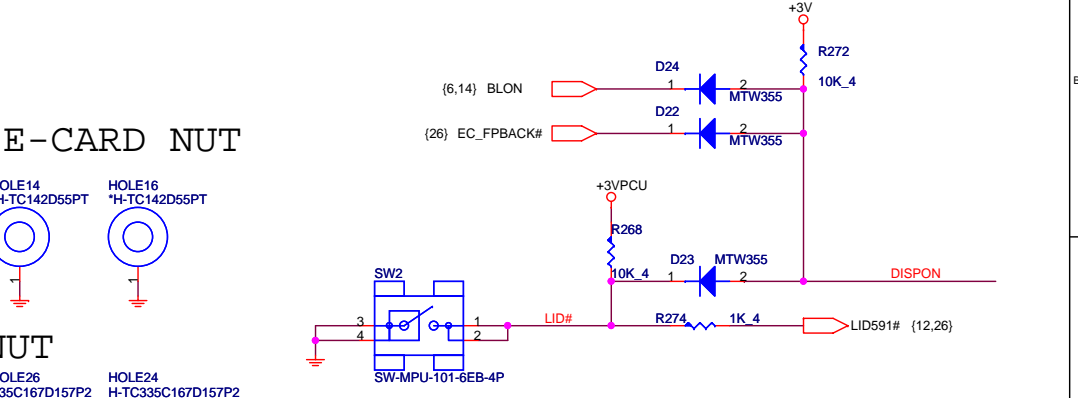 +3V
R272
10K_4
D24
{6,14} BLON
1
2
MTW355
D22
{26} EC_FPBACK#
1
2
MTW355
E-CARD NUT
HOLE16
OLE14
*H-TC142D55PT
H-TC142D55PT
1
1
+3VPCU
R268
10K_4
D23
MTW355
1
2
DISPON
SW2
3
4
1
2
LID#
R274
1K_4
LID591# {12,26}
SW-MPU-101-6EB-4P
NUT
OLE26
HOLE24
35C167D157P2
H-TC335C167D157P2